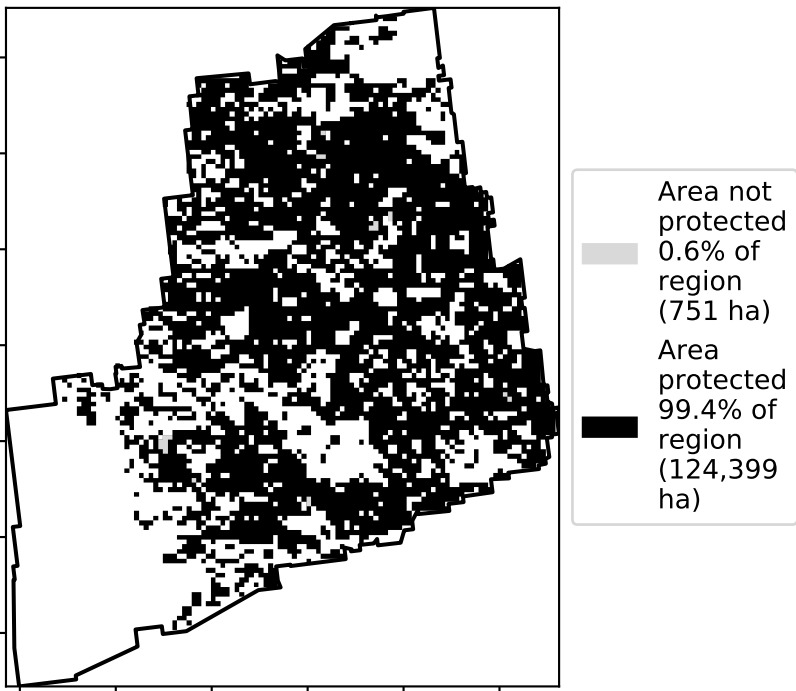 Area not
protected
0.6% of
region
(751 ha)
Area
protected
99.4% of
region
(124,399
ha)